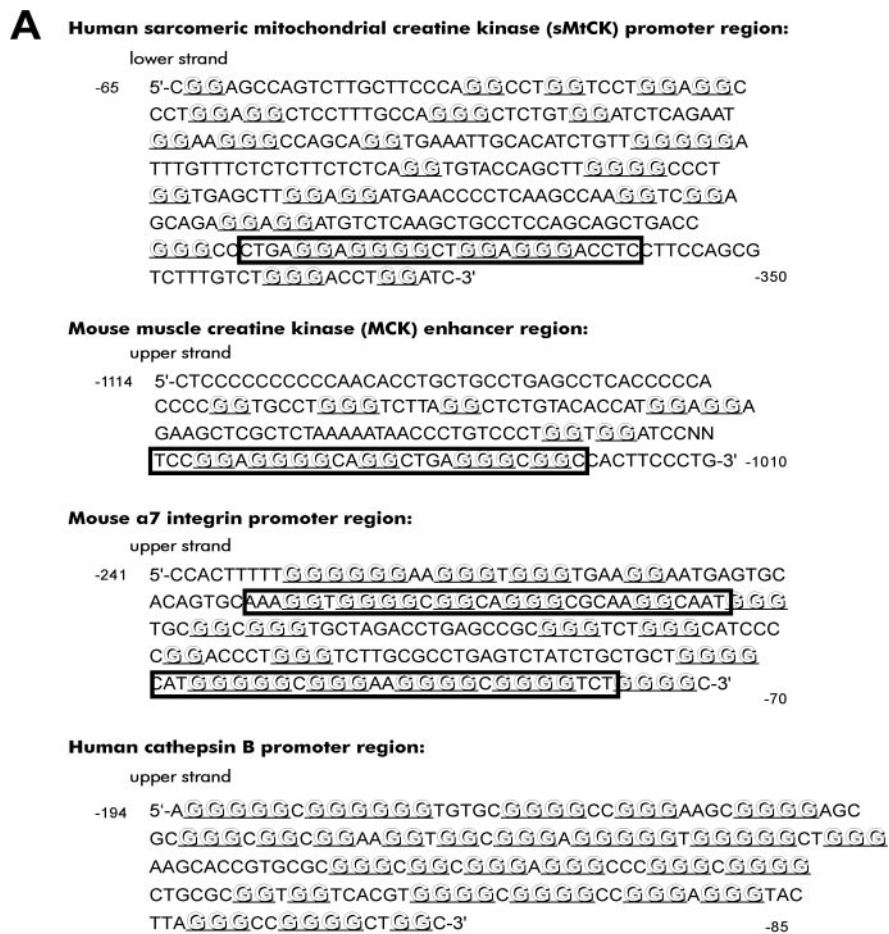 A
Human sarcomeric mitochondrial creatine kinase (sMtCK) promoter region:
lower strand
-65 5'-CGGAGCCAGTCTTGCTTCCCAGGCCTGGTCCTGGAGGC
CCTGGAGGCTCCTTTGCCAGGGCTCTGTGGATCTCAGAAT
GGAAGGGCCAGCAGGTGAAATTGCACATCTGTTGGGGGA
TTTGTTTCTCTCTTCTCTCAGGTGTACCAGCTTGGGGCCCT
GGTGAGCTTGGAGGATGAACCCCTCAAGCCAAGGTCGGA
GCAGAGGAGGATGTCTCAAGCTGCCTCCAGCAGCTGACC
GGGCCCTGAGGAGGGGCTGGAGGGACCTCCTTCCAGCG
TCTTTGTCTGGGACCTGGATC-3' -350
Mouse muscle creatine kinase (MCK) enhancer region:
upper strand
-1114 5'-CTCCCCCCCCCCAACACCTGCTGCCTGAGCCTCACCCCCA
CCCCGGTGCCTGGGTCTTAGGCTCTGTACACCATGGAGGA
GAAGCTCGCTCTAAAAATAACCCTGTCCCTGGTGGATCCNN
TCCGGAGGGGCAGGCTGAGGGCGGCCACTTCCCTG-3' -1010
Mouse α7 integrin promoter region:
upper strand
-241 5'-CCACTTTTTGGGGGGAAGGGTGGGTGAAGGAATGAGTGC
ACAGTGCAAAGGTGGGGCGGCAGGGCGCAAGGCAATGGG
TGCGGCGGGTGCTAGACCTGAGCCGCGGGTCTGGGCATCCC
CGGACCCTGGGTCTTGCGCCTGAGTCTATCTGCTGCTGGGG
CATGGGGGCGGGAAGGGGCGGGGTCTGGGGC-3' -70
Human cathepsin B promoter region:
upper strand
-194 5'-AGGGGGCGGGGGGTGTGCGGGGCCGGGAAGCGGGGAGC
GCGGGCGGCGGAAGGTGGCGGGAGGGGGTGGGGGCTGGG
AAGCACCGTGCGCGGGCGGCGGGAGGGCCCGGGCGGGG
CTGCGCGGTGGTCACGTGGGGCGGGGCCGGGAGGGTAC
TTAGGGCCGGGGCTGGC-3' -85